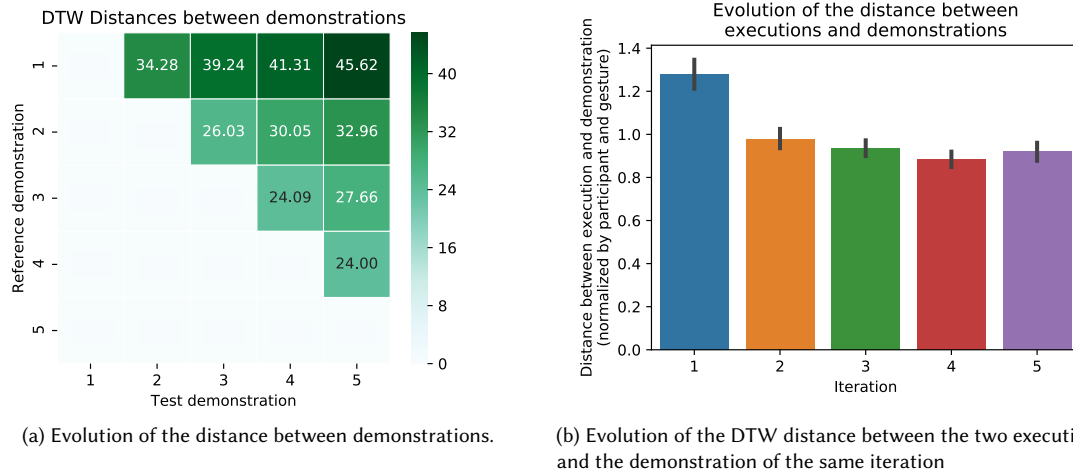 DTW Distances between demonstrations
34.28 39.24 41.31 45.62
26.03 30.05 32.96
24.09 27.66
24.00
1
2
3
4
5
Reference demonstration
1 2 3 4 5
Test demonstration
40
32
24
16
8
0
(a) Evolution of the distance between demonstrations.
Evolution of the distance between
executions and demonstrations
Distance between execution and demonstration
(normalized by participant and gesture)
1.4
1.2
1.0
0.8
0.6
0.4
0.2
0.0
1 2 3 4 5
Iteration
(b) Evolution of the DTW distance between the two executi
and the demonstration of the same iteration